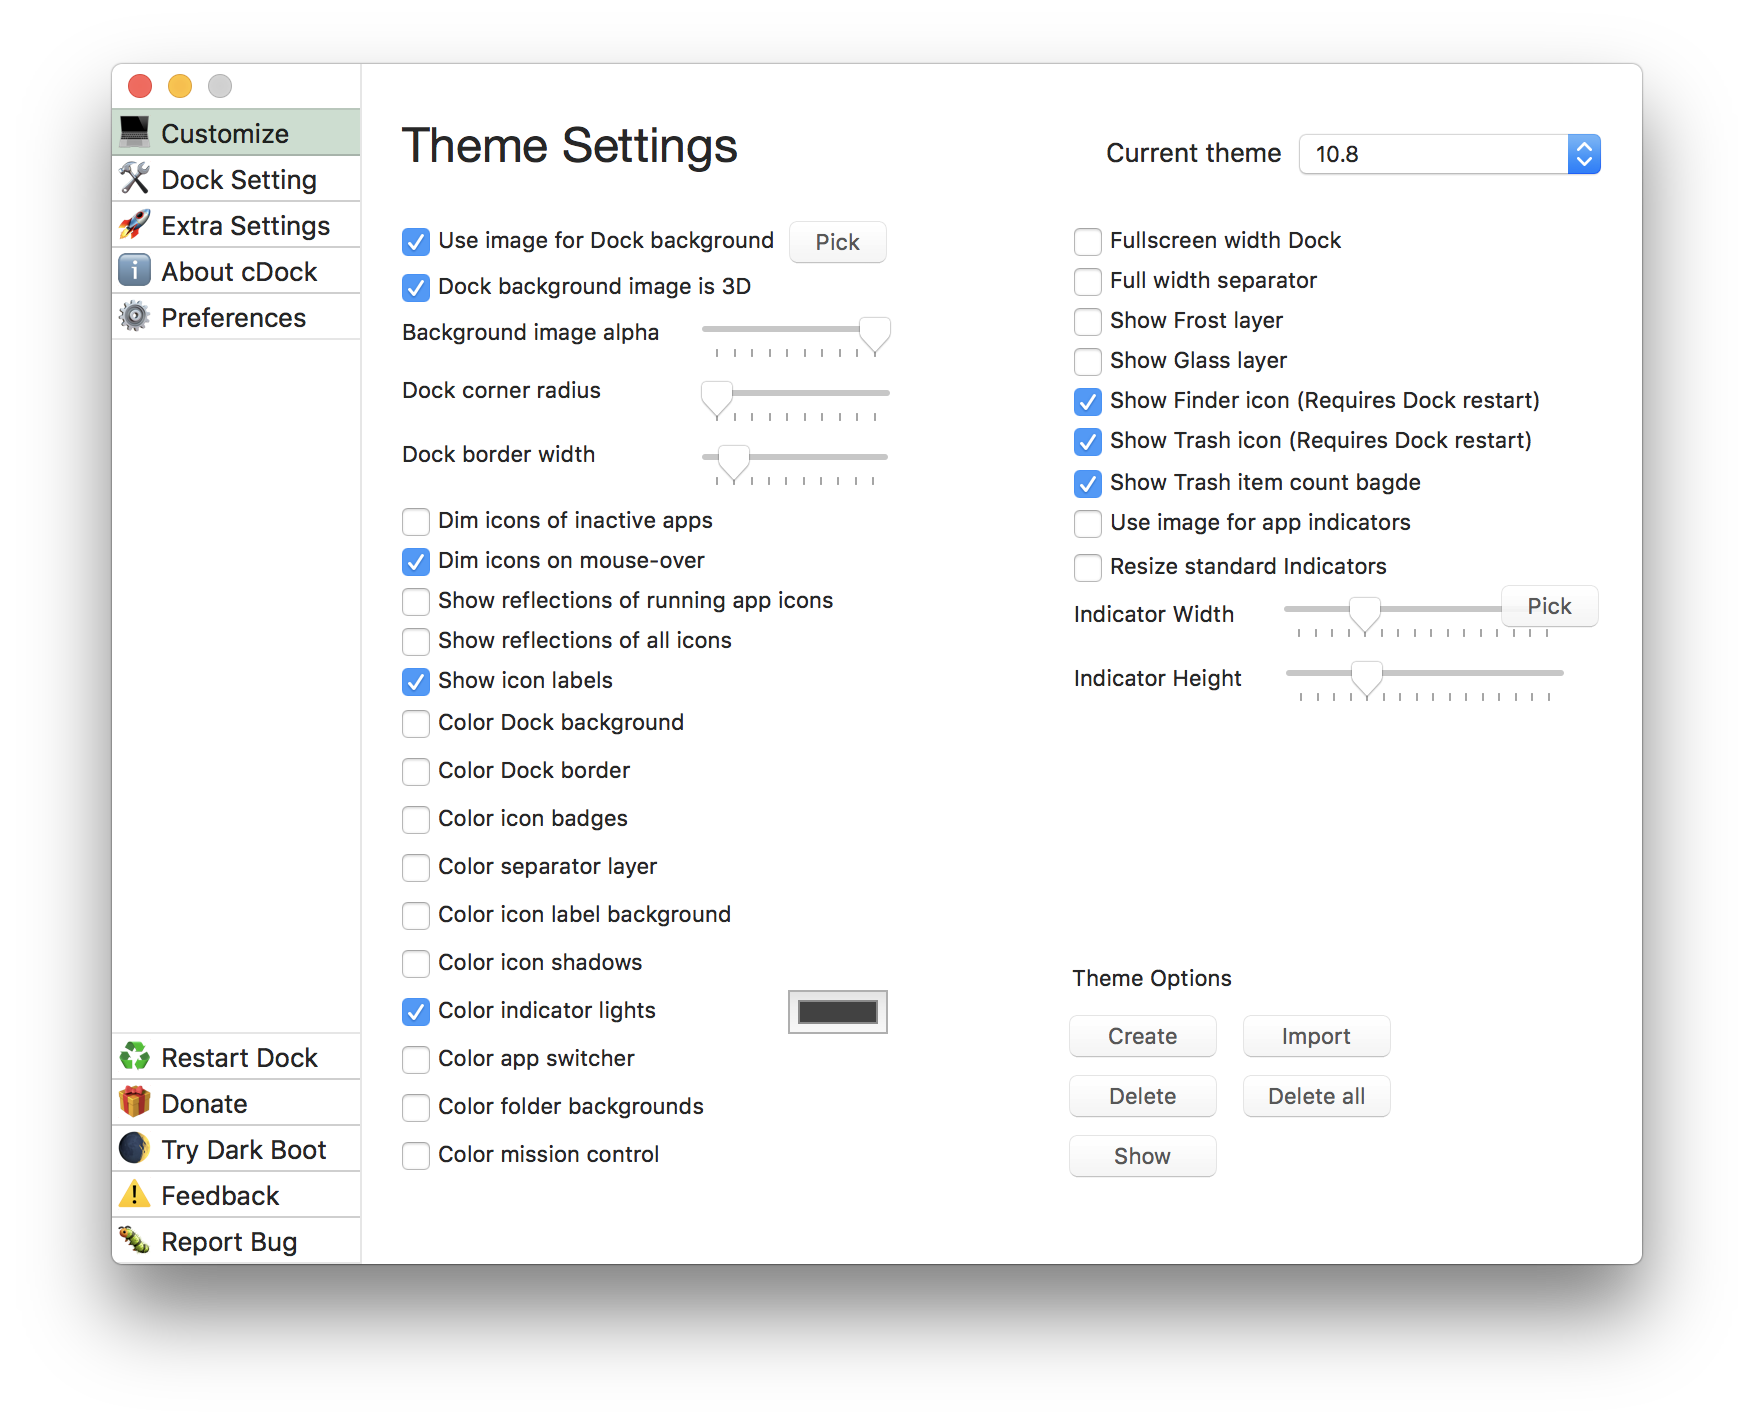 Customize
Dock Setting
Extra Settings
About cDock
Preferences
Restart Dock
Donate
Try Dark Boot
Feedback
Report Bug
Theme Settings
Current theme 10.8
Use image for Dock background Pick
Dock background image is 3D
Background image alpha
Dock corner radius
Dock border width
Dim icons of inactive apps
Dim icons on mouse-over
Show reflections of running app icons
Show reflections of all icons
Show icon labels
Color Dock background
Color Dock border
Color icon badges
Color separator layer
Color icon label background
Color icon shadows
Color indicator lights
Color app switcher
Color folder backgrounds
Color mission control
Fullscreen width Dock
Full width separator
Show Frost layer
Show Glass layer
Show Finder icon (Requires Dock restart)
Show Trash icon (Requires Dock restart)
Show Trash item count bagde
Use image for app indicators
Resize standard Indicators
Indicator Width Pick
Indicator Height
Theme Options
Create Import
Delete Delete all
Show